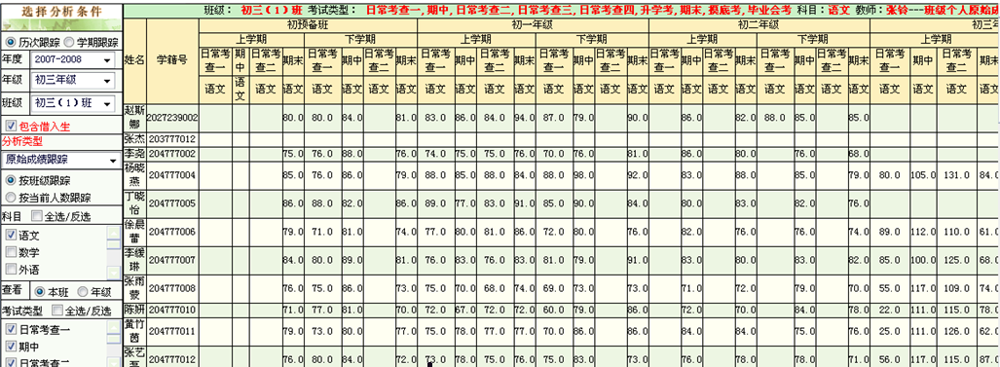 选择分析条件
历次跟踪 学期跟踪
年度 2007-2008
年级 初三年级
班级 初三(1)班
包含借入生
分析类型
原始成绩跟踪
按班级跟踪
按当前人数跟踪
科目 全选/反选
语文
数学
外语
查看 本班 年级
考试类型 全选/反选
日常考查一
期中
日常考查二
班级: 初三(1)班 考试类型: 日常考查一,期中,日常考查二,日常考查三,日常考查四,升学考,期末,摸底考,毕业会考 科目:语文 教师:张铃---班级个人原始成
姓名 学籍号 初预备班 初一年级 初二年级 初三年
上学期 下学期 上学期 下学期 上学期 下学期 上学期
日常考查一 期中 日常考查二 期末 日常考查一 期中 日常考查二 期末 日常考查一 期中 日常考查二 期末 日常考查一 期中 日常考查二 期末 日常考查一 期中 日常考查二 期末 日常考查一 期中 日常考查二 期末 日常考查一 期中 日常考查二 期末
语文 语文 语文 语文 语文 语文 语文 语文 语文 语文 语文 语文 语文 语文 语文 语文 语文 语文 语文 语文 语文 语文 语文 语文 语文 语文 语文 语文
赵斯娜 2027239002 80.0 80.0 84.0 81.0 83.0 86.0 84.0 94.0 87.0 79.0 90.0 86.0 82.0 88.0 85.0 85.0
张杰 203777012
李尧 204777002 75.0 76.0 88.0 76.0 74.0 75.0 75.0 76.0 70.0 76.0 81.0 86.0 80.0 76.0 68.0
杨晓燕 204777004 85.0 76.0 86.0 79.0 88.0 85.0 88.0 84.0 88.0 98.0 92.0 83.0 88.0 85.0 79.0 80.0 105.0 131.0 84.0
丁晓怡 204777005 86.0 88.0 82.0 86.0 89.0 77.0 83.0 91.0 85.0 90.0 84.0 80.0 83.0 82.0 76.0
徐晨蕾 204777006 79.0 71.0 81.0 74.0 77.0 80.0 81.0 86.0 72.0 80.0 76.0 82.0 76.0 76.0 74.0 89.0 112.0 110.0 61.0
李缓琳 204777007 84.0 80.0 89.0 81.0 76.0 83.0 76.0 83.0 81.0 79.0 91.0 83.0 80.0 83.0 82.0 85.0 100.0 125.0 68.0
张雨蒙 204777008 76.0 75.0 86.0 73.0 75.0 70.0 68.0 74.0 69.0 73.0 73.0 71.0 72.0 79.0 70.0 55.0 117.0 109.0 74.0
陈妍 204777010 71.0 77.0 81.0 70.0 72.0 67.0 72.0 72.0 60.0 79.0 86.0 72.0 70.0 84.0 78.0 22.0 111.0 115.0 78.0
黄竹茵 204777011 79.0 73.0 80.0 77.0 75.0 78.0 77.0 77.0 70.0 86.0 86.0 84.0 84.0 75.0 76.0 25.0 111.0 126.0 62.0
张艺 204777012 76.0 80.0 84.0 72.0 73.0 78.0 75.0 76.0 75.0 83.0 73.0 76.0 76.0 78.0 71.0 56.0 117.0 115.0 87.0